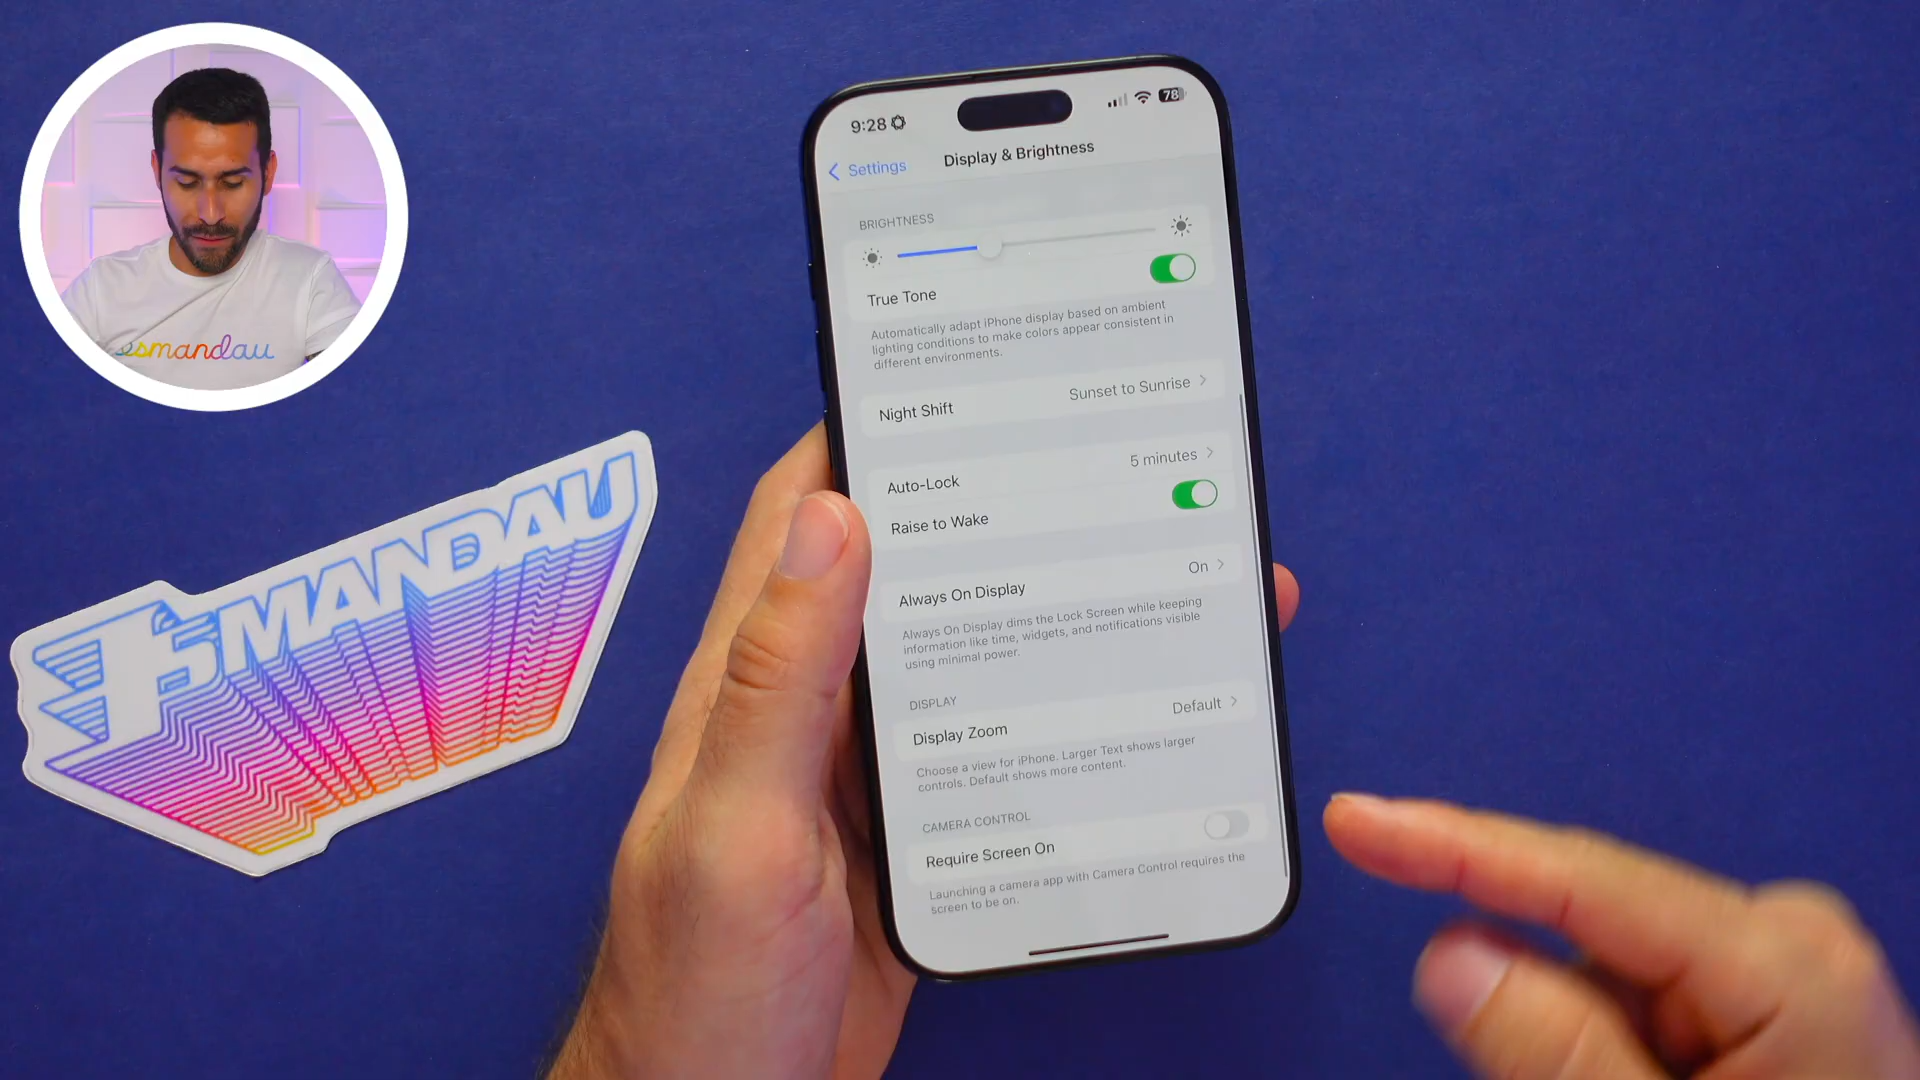 esmandau
ESMANDAU
9:28
78
Settings
Display & Brightness
BRIGHTNESS
True Tone
Automatically adapt iPhone display based on ambient
lighting conditions to make colors appear consistent in
different environments.
Night Shift Sunset to Sunrise
Auto-Lock 5 minutes
Raise to Wake
Always On Display On
Always On Display dims the Lock Screen while keeping
information like time, widgets, and notifications visible
using minimal power.
DISPLAY
Display Zoom Default
Choose a view for iPhone. Larger Text shows larger
controls. Default shows more content.
CAMERA CONTROL
Require Screen On
Launching a camera app with Camera Control requires the
screen to be on.